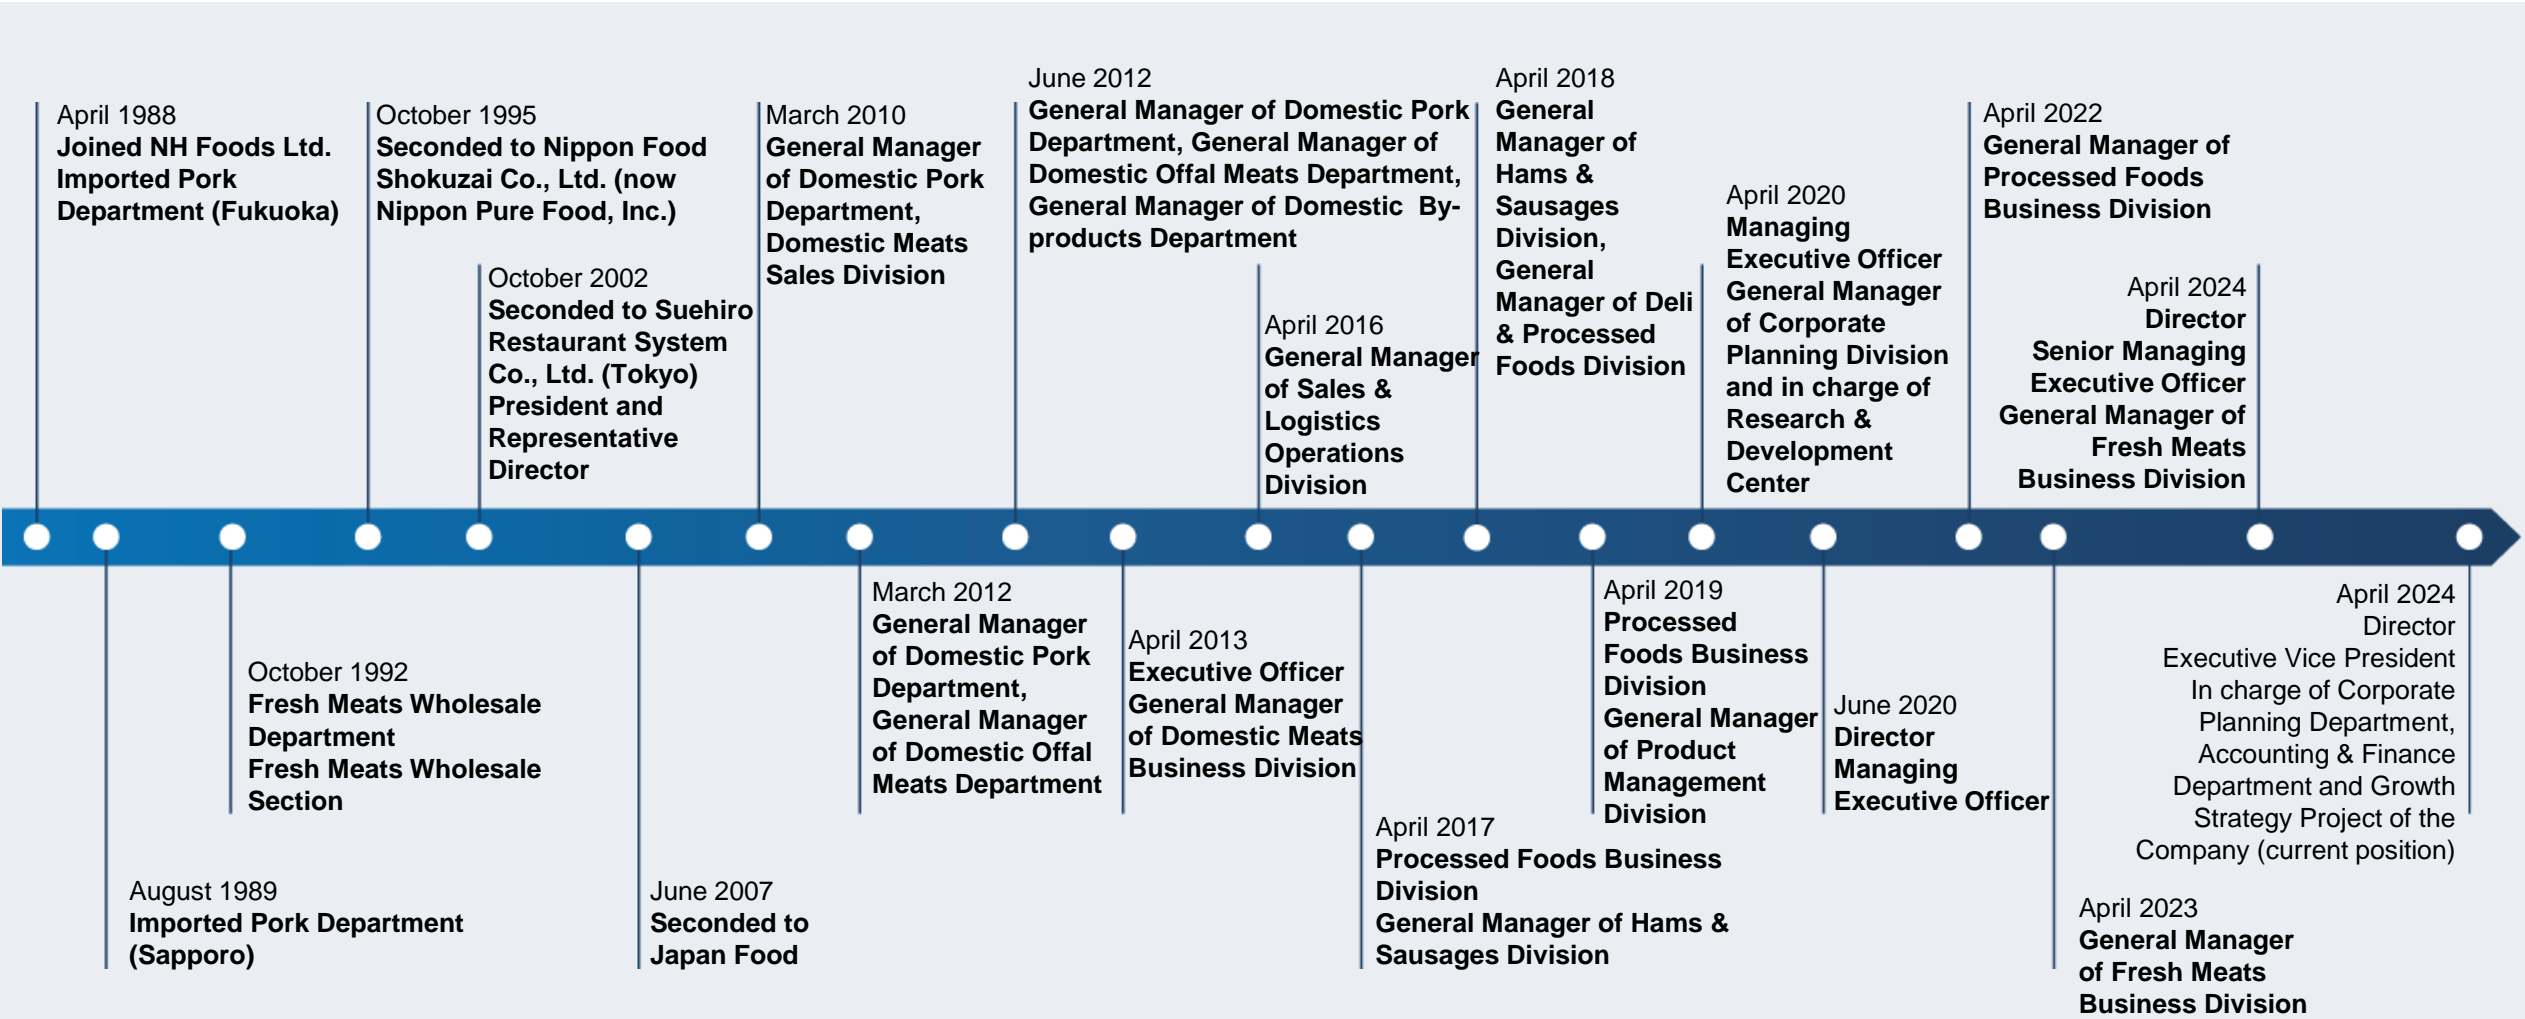 April 1988
Joined NH Foods Ltd.
Imported Pork
Department (Fukuoka)
August 1989
Imported Pork Department
(Sapporo)
October 1992
Fresh Meats Wholesale
Department
Fresh Meats Wholesale
Section
October 1995
Seconded to Nippon Food
Shokuzai Co., Ltd. (now
Nippon Pure Food, Inc.)
October 2002
Seconded to Suehiro
Restaurant System
Co., Ltd. (Tokyo)
President and
Representative
Director
June 2007
Seconded to
Japan Food
March 2010
General Manager
of Domestic Pork
Department,
Domestic Meats
Sales Division
March 2012
General Manager
of Domestic Pork
Department,
General Manager
of Domestic Offal
Meats Department
June 2012
General Manager of Domestic Pork
Department, General Manager of
Domestic Offal Meats Department,
General Manager of Domestic By-
products Department
April 2013
Executive Officer
General Manager
of Domestic Meats
Business Division
April 2016
General Manager
of Sales &
Logistics
Operations
Division
April 2017
Processed Foods Business
Division
General Manager of Hams &
Sausages Division
April 2018
General
Manager of
Hams &
Sausages
Division,
General
Manager of Deli
& Processed
Foods Division
April 2019
Processed
Foods Business
Division
General Manager
of Product
Management
Division
April 2020
Managing
Executive Officer
General Manager
of Corporate
Planning Division
and in charge of
Research &
Development
Center
June 2020
Director
Managing
Executive Officer
April 2022
General Manager of
Processed Foods
Business Division
April 2023
General Manager
of Fresh Meats
Business Division
April 2024
Director
Senior Managing
Executive Officer
General Manager of
Fresh Meats
Business Division
April 2024
Director
Executive Vice President
In charge of Corporate
Planning Department,
Accounting & Finance
Department and Growth
Strategy Project of the
Company (current position)